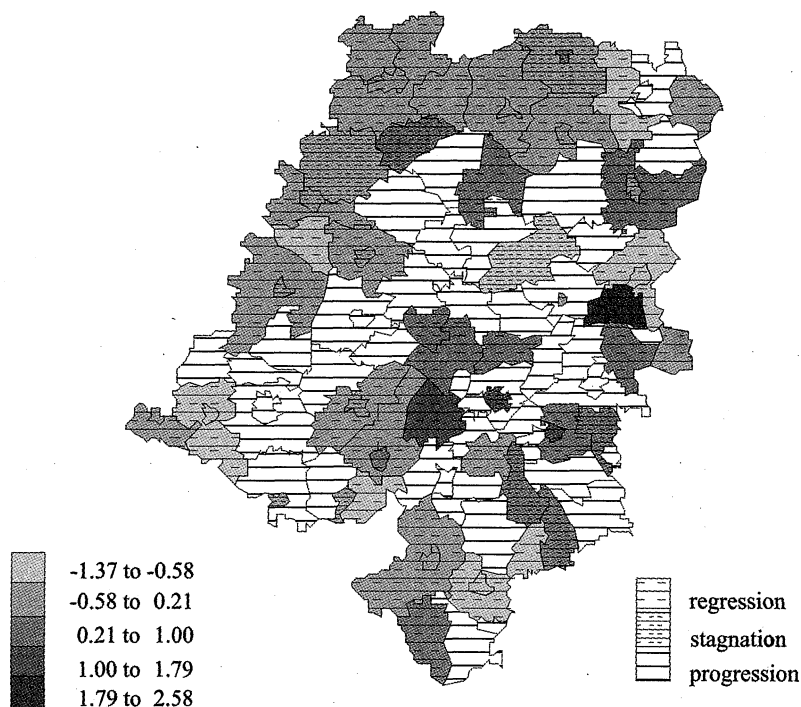 -1.37 to -0.58
-0.58 to 0.21
0.21 to 1.00
1.00 to 1.79
1.79 to 2.58
regression
stagnation
progression